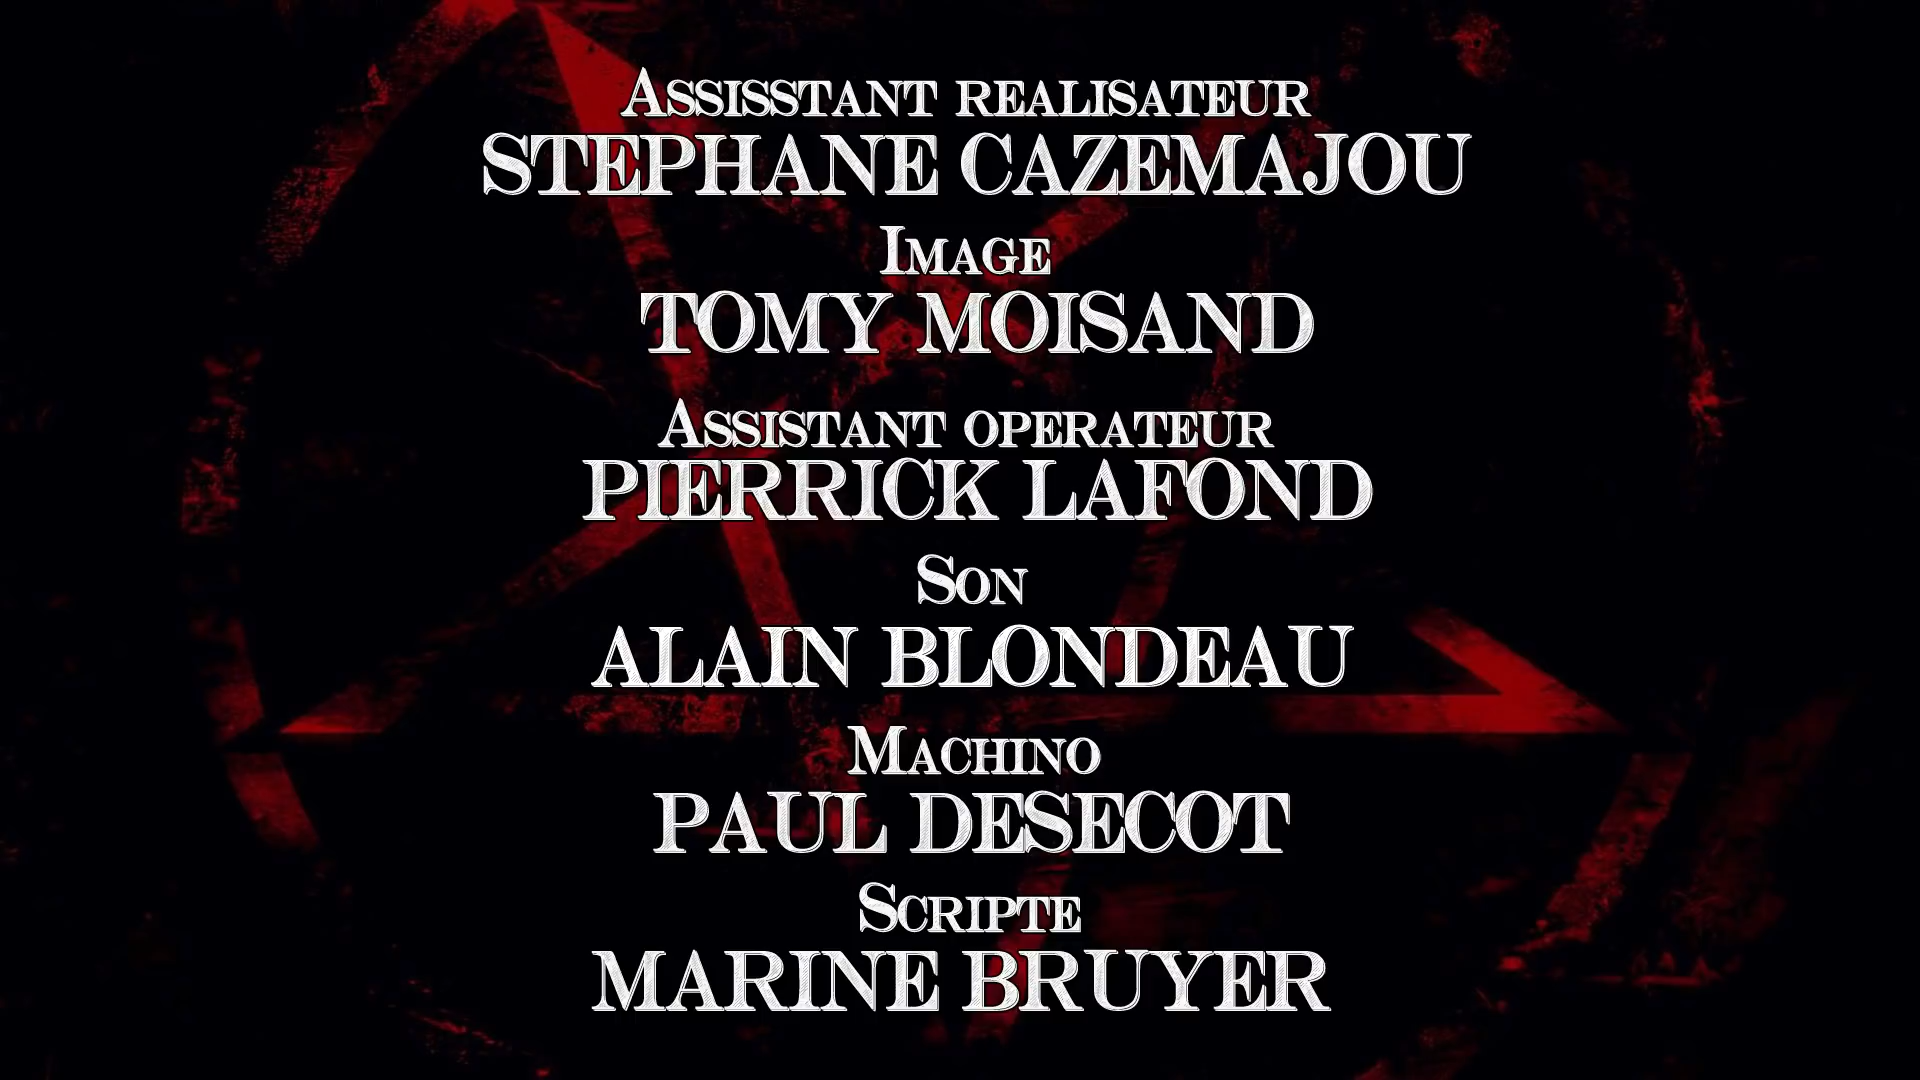 ASSISSTANT REALISATEUR
STEPHANE CAZEMAJOU
IMAGE
TOMY MOISAND
ASSISTANT OPERATEUR
PIERRICK LAFOND
SON
ALAIN BLONDEAU
MACHINO
PAUL DESECOT
SCRIPTE
MARINE BRUYER